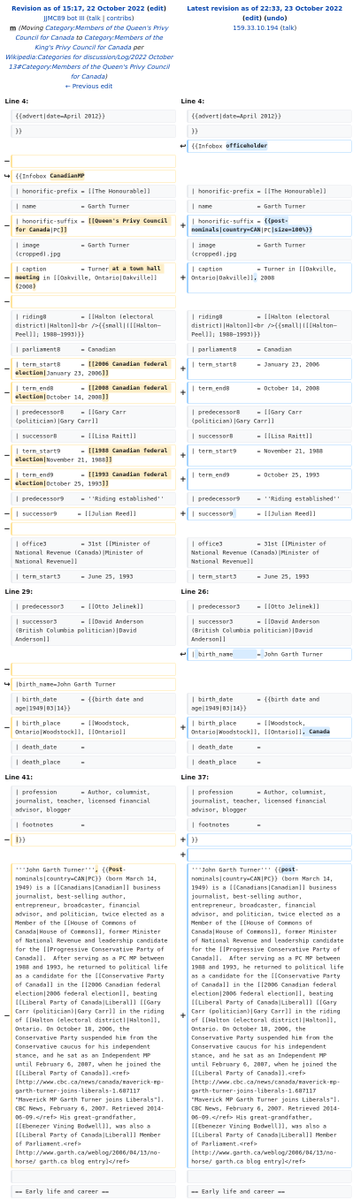 Revision as of 15:17, 22 October 2022 (edit)
JJMC89 bot III (talk | contribs)
m (Moving Category:Members of the Queen's Privy
Council for Canada to Category:Members of the
King's Privy Council for Canada per
Wikipedia:Categories for discussion/Log/2022 October
13#Category:Members of the Queen's Privy Council
for Canada)
← Previous edit
Latest revision as of 22:33, 23 October 2022
(edit) (undo)
159.33.10.194 (talk)
Line 4:
Line 4:
{{advert|date=April 2012}}
{{advert|date=April 2012}}
}}
}}
{{Infobox officeholder
{{Infobox CanadianMP
| honorific-prefix = [[The Honourable]]
| honorific-prefix = [[The Honourable]]
| name = Garth Turner
| name = Garth Turner
| honorific-suffix = [[Queen's Privy Council
for Canada|PC]]
| honorific-suffix = {{post-
nominals|country=CAN|PC|size=100%}}
| image = Garth Turner
(cropped).jpg
| image = Garth Turner
(cropped).jpg
| caption = Turner at a town hall
meeting in [[Oakville, Ontario|Oakville]]
(2008)
| caption = Turner in [[Oakville,
Ontario|Oakville]], 2008
| riding8 = [[Halton (electoral
district)|Halton]]<br />{{small|([[Halton—
Peel]]; 1988–1993)}}
| riding8 = [[Halton (electoral
district)|Halton]]<br />{{small|([[Halton—
Peel]]; 1988–1993)}}
| parliament8 = Canadian
| parliament8 = Canadian
| term_start8 = [[2006 Canadian federal
election|January 23, 2006]]
| term_start8 = January 23, 2006
| term_end8 = [[2008 Canadian federal
election|October 14, 2008]]
| term_end8 = October 14, 2008
| predecessor8 = [[Gary Carr
(politician)|Gary Carr]]
| predecessor8 = [[Gary Carr
(politician)|Gary Carr]]
| successor8 = [[Lisa Raitt]]
| successor8 = [[Lisa Raitt]]
| term_start9 = [[1988 Canadian federal
election|November 21, 1988]]
| term_start9 = November 21, 1988
| term_end9 = [[1993 Canadian federal
election|October 25, 1993]]
| term_end9 = October 25, 1993
| predecessor9 = ''Riding established''
| predecessor9 = ''Riding established''
| successor9 = [[Julian Reed]]
| successor9 = [[Julian Reed]]
| office3 = 31st [[Minister of
National Revenue (Canada)|Minister of
National Revenue]]
| office3 = 31st [[Minister of
National Revenue (Canada)|Minister of
National Revenue]]
| term_start3 = June 25, 1993
| term_start3 = June 25, 1993
Line 29:
Line 26:
| predecessor3 = [[Otto Jelinek]]
| predecessor3 = [[Otto Jelinek]]
| successor3 = [[David Anderson
(British Columbia politician)|David
Anderson]]
| successor3 = [[David Anderson
(British Columbia politician)|David
Anderson]]
| birth_name = John Garth Turner
|birth_name=John Garth Turner
| birth_date = {{birth date and
age|1949|03|14}}
| birth_date = {{birth date and
age|1949|03|14}}
| birth_place = [[Woodstock,
Ontario|Woodstock]], [[Ontario]]
| birth_place = [[Woodstock,
Ontario|Woodstock]], [[Ontario]], Canada
| death_date =
| death_date =
| death_place =
| death_place =
Line 41:
Line 37:
| profession = Author, columnist,
journalist, teacher, licensed financial
advisor, blogger
| profession = Author, columnist,
journalist, teacher, licensed financial
advisor, blogger
| footnotes =
| footnotes =
|}}
}}
'''John Garth Turner''', {{Post-
nominals|country=CAN|PC}} (born March 14,
1949) is a [[Canadians|Canadian]] business
journalist, best-selling author,
entrepreneur, broadcaster, financial
advisor, and politician, twice elected as a
Member of the [[House of Commons of
Canada|House of Commons]], former Minister
of National Revenue and leadership candidate
for the [[Progressive Conservative Party of
Canada]]. After serving as a PC MP between
1988 and 1993, he returned to political life
as a candidate for the [[Conservative Party
of Canada]] in the [[2006 Canadian federal
election|2006 federal election]], beating
[[Liberal Party of Canada|Liberal]] [[Gary
Carr (politician)|Gary Carr]] in the riding
of [[Halton (electoral district)|Halton]],
Ontario. On October 18, 2006, the
Conservative Party suspended him from the
Conservative caucus for his independent
stance, and he sat as an Independent MP
until February 6, 2007, when he joined the
[[Liberal Party of Canada]].<ref>
[http://www.cbc.news/canada/maverick-mp-
garth-turner-joins-liberals-1.687117
"Maverick MP Garth Turner joins Liberals"].
CBC News, February 6, 2007. Retrieved 2014-
06-09.</ref> His great-grandfather,
[[Ebenezer Vining Bodwell]], was also a
[[Liberal Party of Canada|Liberal]] Member
of Parliament.<ref>
[http://www.garth.ca/weblog/2006/04/13/no-
horse/ garth.ca blog entry]</ref>
'''John Garth Turner''' {{post-
nominals|country=CAN|PC}} (born March 14,
1949) is a [[Canadians|Canadian]] business
journalist, best-selling author,
entrepreneur, broadcaster, financial
advisor, and politician, twice elected as a
Member of the [[House of Commons of
Canada|House of Commons]], former Minister
of National Revenue and leadership candidate
for the [[Progressive Conservative Party of
Canada]]. After serving as a PC MP between
1988 and 1993, he returned to political life
as a candidate for the [[Conservative Party
of Canada]] in the [[2006 Canadian federal
election|2006 federal election]], beating
[[Liberal Party of Canada|Liberal]] [[Gary
Carr (politician)|Gary Carr]] in the riding
of [[Halton (electoral district)|Halton]],
Ontario. On October 18, 2006, the
Conservative Party suspended him from the
Conservative caucus for his independent
stance, and he sat as an Independent MP
until February 6, 2007, when he joined the
[[Liberal Party of Canada]].<ref>
[http://www.cbc.news/canada/maverick-mp-
garth-turner-joins-liberals-1.687117
"Maverick MP Garth Turner joins Liberals"].
CBC News, February 6, 2007. Retrieved 2014-
06-09.</ref> His great-grandfather,
[[Ebenezer Vining Bodwell]], was also a
[[Liberal Party of Canada|Liberal]] Member
of Parliament.<ref>
[http://www.garth.ca/weblog/2006/04/13/no-
horse/ garth.ca blog entry]</ref>
== Early life and career ==
== Early life and career ==